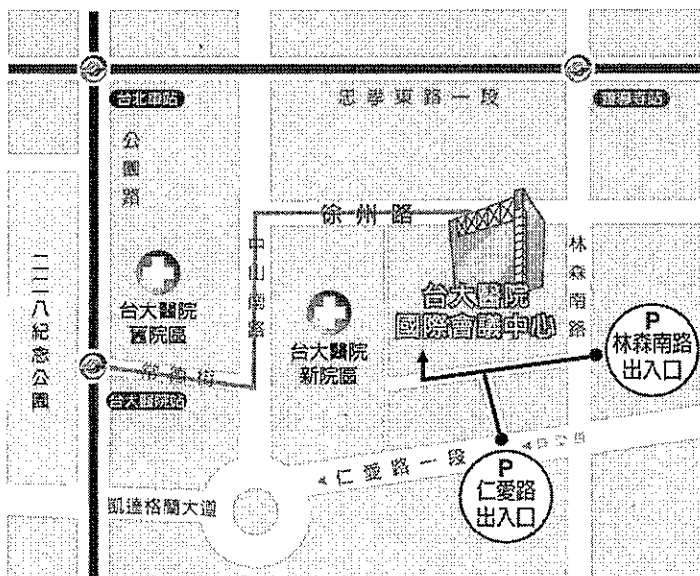 台北車站
忠孝東路一段
善導寺站
公園路
徐州路
中山南路
林森南路
二二八紀念公園
台大醫院
舊院區
台大醫院
新院區
台大醫院
國際會議中心
P
林森南路
出入口
常德街
台大醫院站
仁愛路一段
P
仁愛路
出入口
凱達格蘭大道